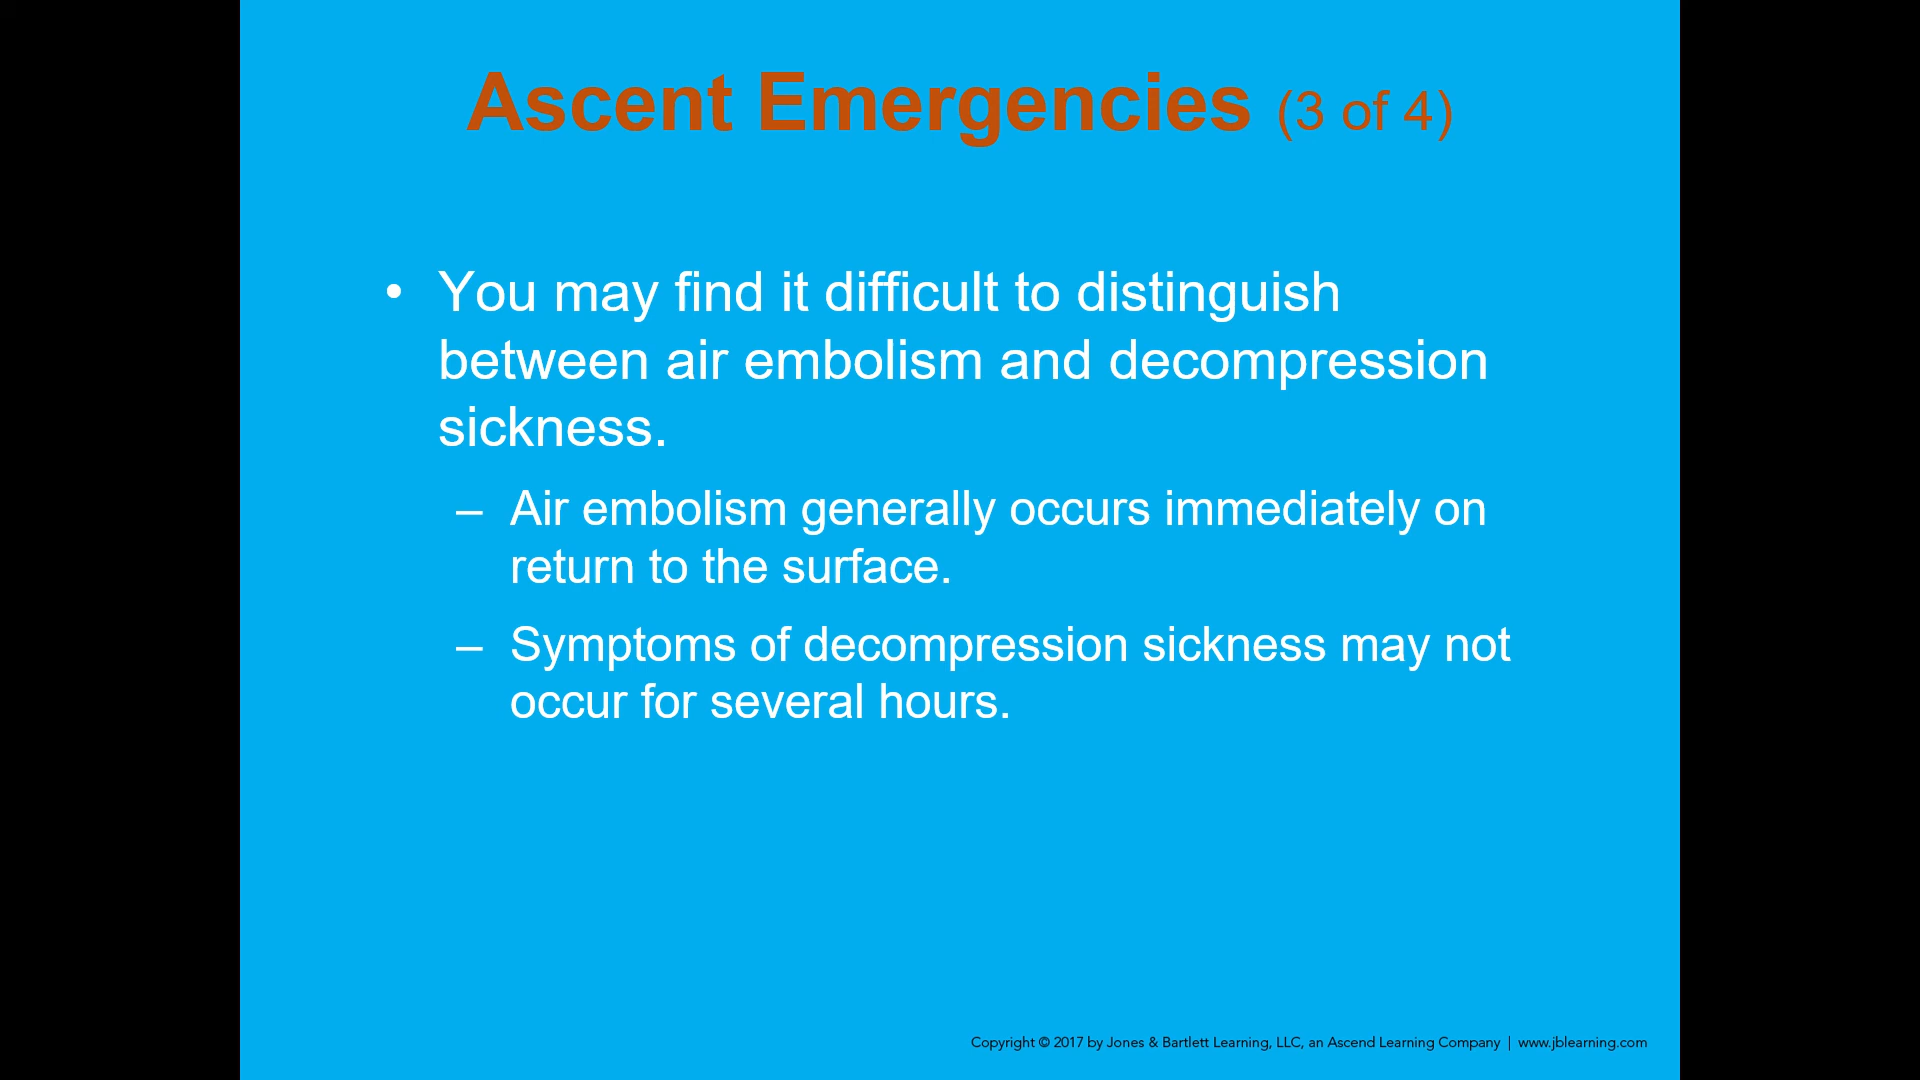 Ascent Emergencies (3 of 4)
• You may find it difficult to distinguish
between air embolism and decompression
sickness.
– Air embolism generally occurs immediately on
return to the surface.
– Symptoms of decompression sickness may not
occur for several hours.
Copyright © 2017 by Jones & Bartlett Learning, LLC, an Ascend Learning Company | www.jblearning.com